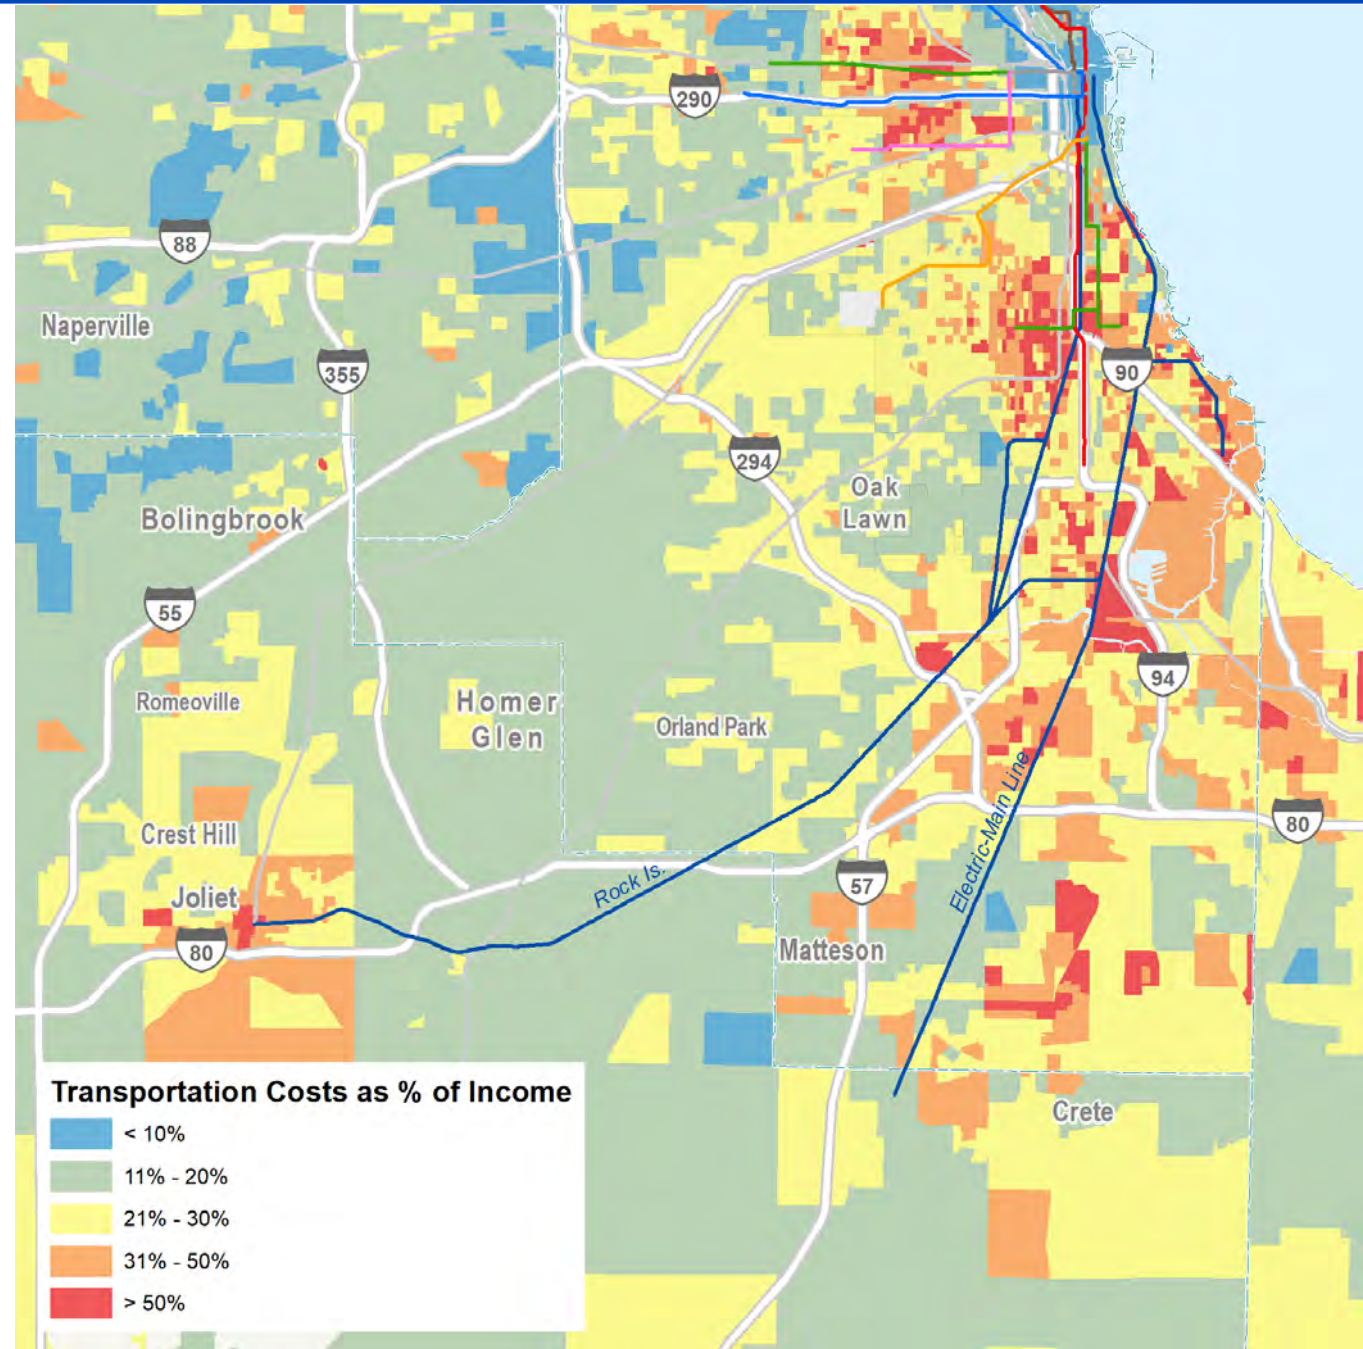 290
88
Naperville
355
90
294
Oak
Lawn
Bolingbrook
55
94
Romeoville
Homer
Glen
Orland Park
Electric-Main Line
80
Crest Hill
Rock Is.
57
Joliet
80
Matteson
Transportation Costs as % of Income
< 10%
11% - 20%
21% - 30%
31% - 50%
> 50%
Crete